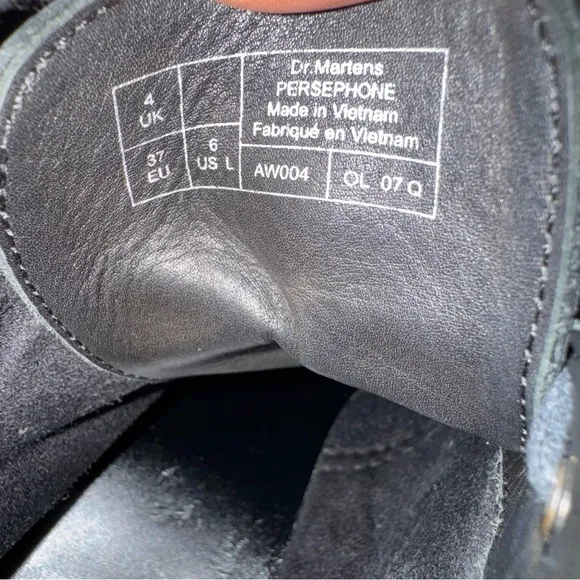 4
UK
Dr.Martens
PERSEPHONE
Made in Vietnam
Fabriqué en Vietnam
37
EU
6
US L
AW004
OL 07 Q